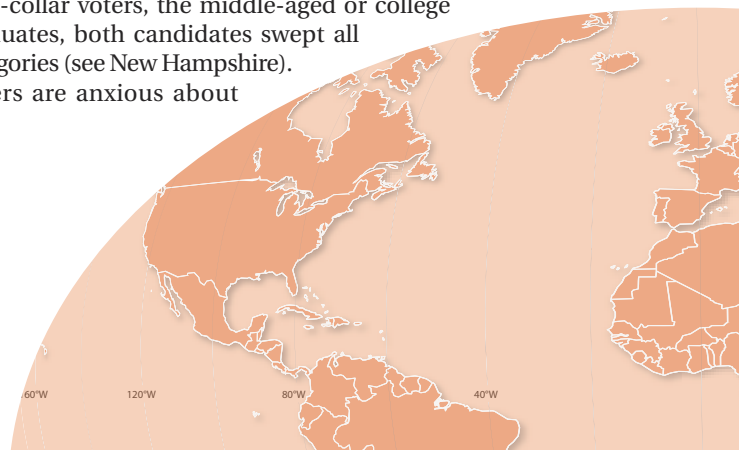 -collar voters, the middle-aged or college
uates, both candidates swept all
gories (see New Hampshire).
ers are anxious about
60°W 120°W 80°W 40°W